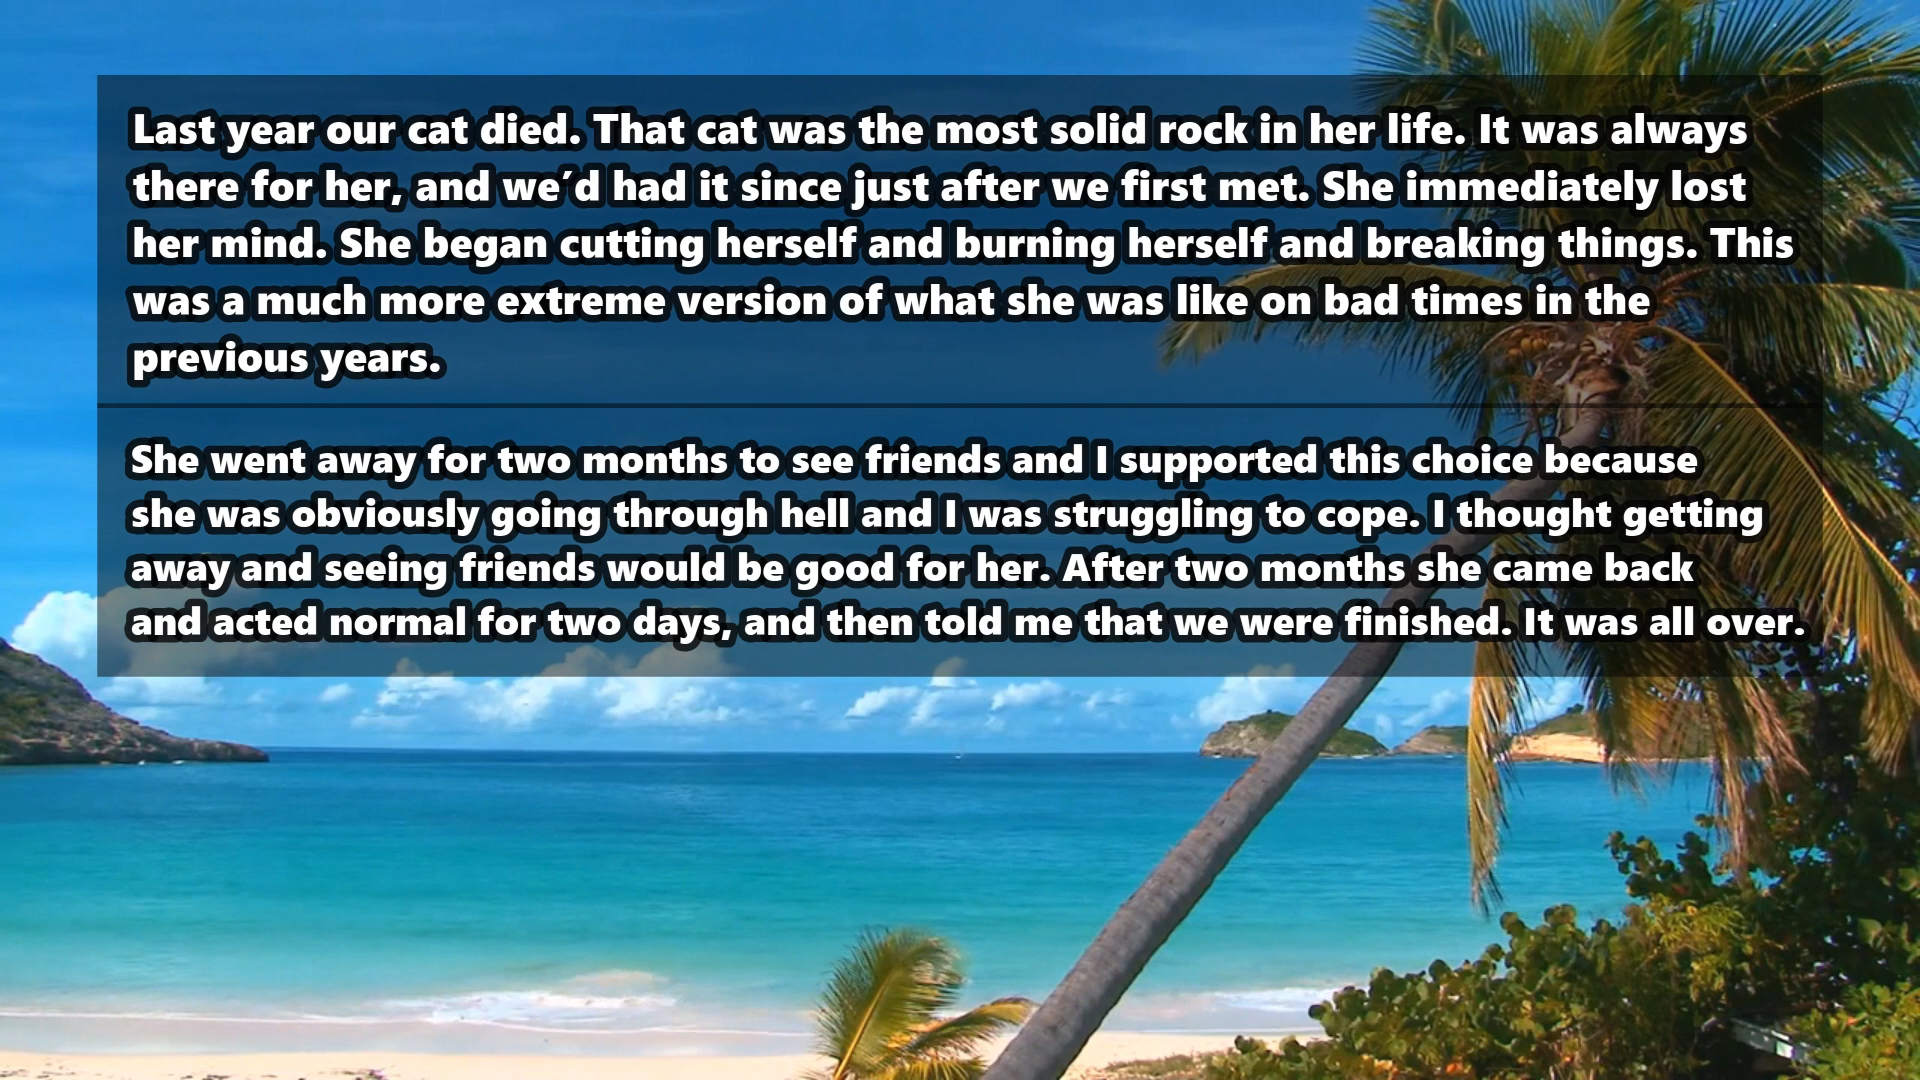 Last year our cat died. That cat was the most solid rock in her life. It was always
there for her, and we´d had it since just after we first met. She immediately lost
her mind. She began cutting herself and burning herself and breaking things. This
was a much more extreme version of what she was like on bad times in the
previous years.
She went away for two months to see friends and I supported this choice because
she was obviously going through hell and I was struggling to cope. I thought getting
away and seeing friends would be good for her. After two months she came back
and acted normal for two days, and then told me that we were finished. It was all over.